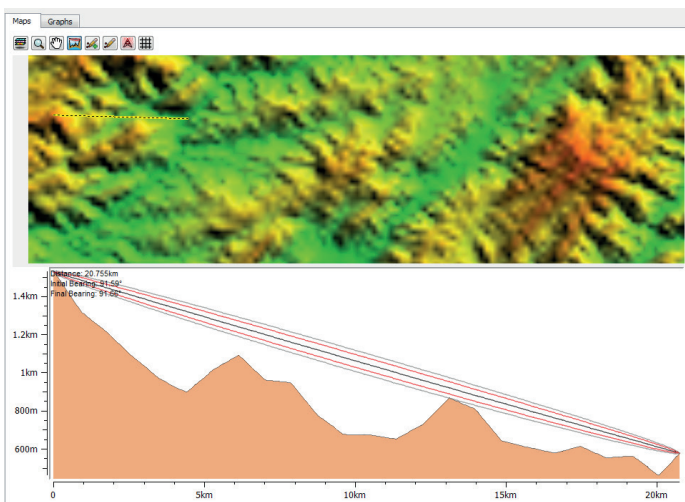 Maps Graphs
Distance: 20.755km
Initial Bearing: 91.59°
Final Bearing: 91.66°
1.4km
1.2km
1km
800m
600m
0 5km 10km 15km 20km